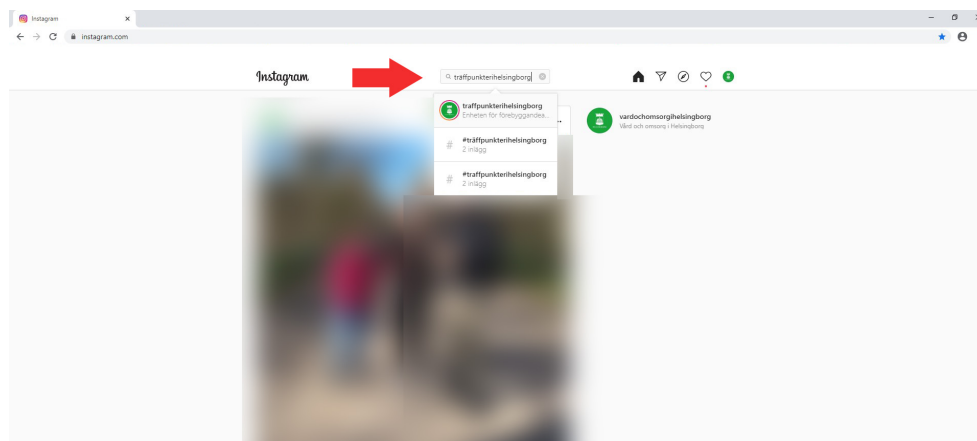 Instagram
instagram.com
Instagram
träffpunkterihelsingborg
traffpunkterihelsingborg
Enheten för förebyggandea...
#träffpunkterihelsingborg
2 inlägg
#traffpunkterihelsingborg
2 inlägg
...
vardochomsorgihelsingborg
Vård och omsorg i Helsingborg